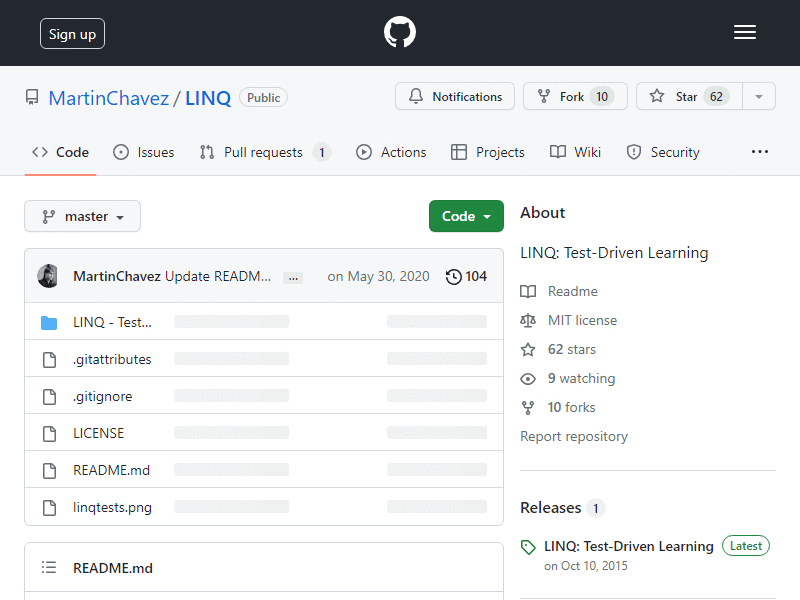 Sign up
MartinChavez / LINQ Public
Notifications
Fork 10
Star 62
Code
Issues
Pull requests 1
Actions
Projects
Wiki
Security
master
Code
MartinChavez Update README...
on May 30, 2020
104
LINQ - Test...
.gitattributes
.gitignore
LICENSE
README.md
linqtests.png
README.md
About
LINQ: Test-Driven Learning
Readme
MIT license
62 stars
9 watching
10 forks
Report repository
Releases 1
LINQ: Test-Driven Learning Latest
on Oct 10, 2015